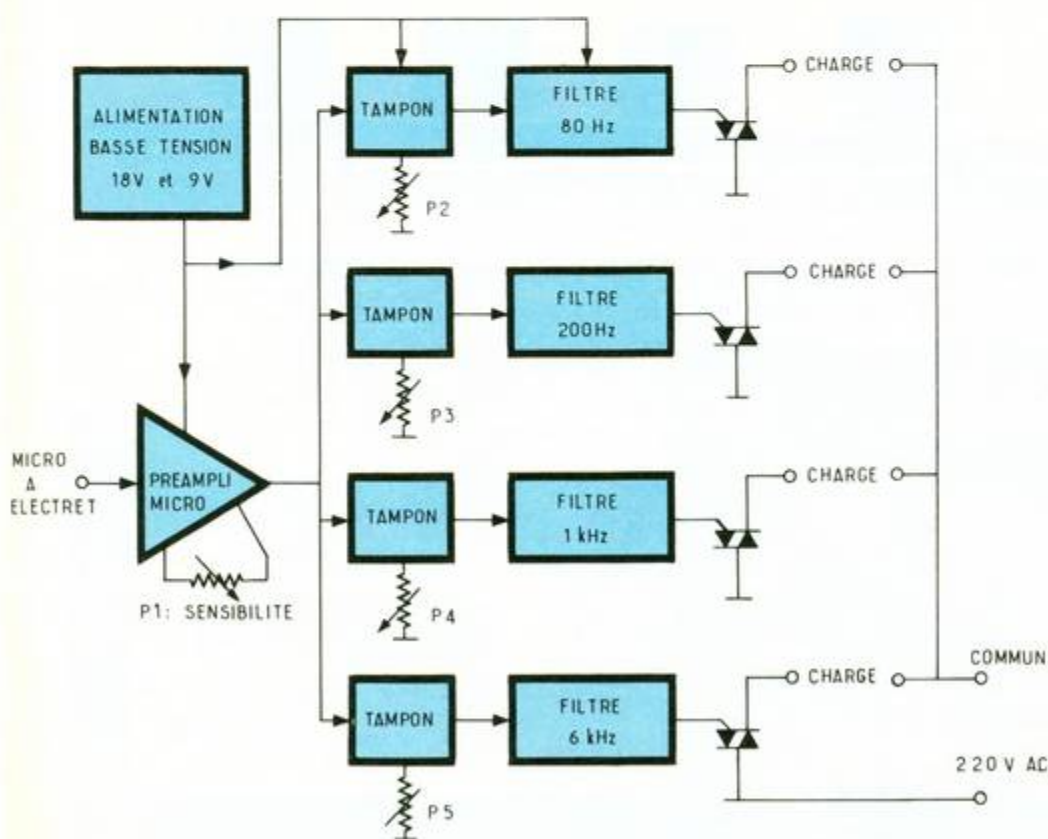 ALIMENTATION
BASSE TENSION
18V et 9V
TAMPON
FILTRE
80 Hz
CHARGE
P2
TAMPON
FILTRE
200Hz
CHARGE
P3
MICRO
A
ELECTRET
PREAMPLI
MICRO
P1: SENSIBILITE
TAMPON
FILTRE
1 kHz
CHARGE
P4
TAMPON
FILTRE
6 kHz
CHARGE
COMMUN
220V AC
P5